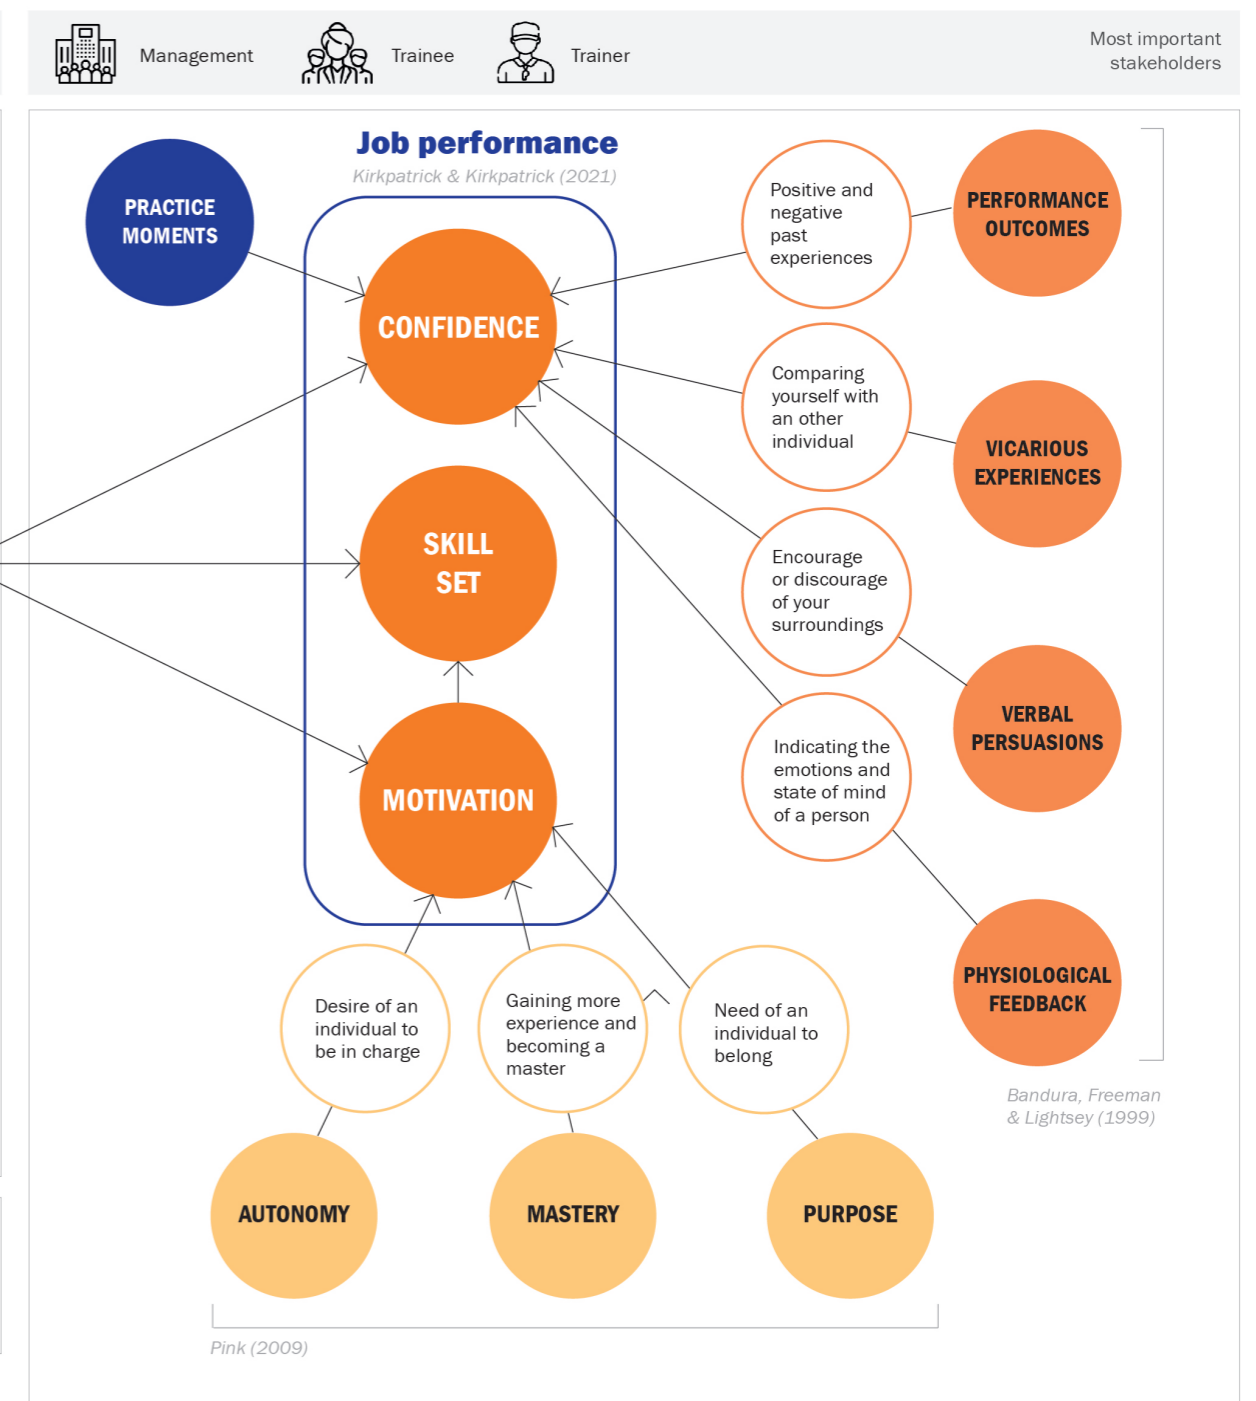 Management
Trainee
Trainer
Most important
stakeholders
Job performance
Kirkpatrick & Kirkpatrick (2021)
PRACTICE
MOMENTS
CONFIDENCE
SKILL
SET
MOTIVATION
Positive and
negative
past
experiences
PERFORMANCE
OUTCOMES
Comparing
yourself with
an other
individual
VICARIOUS
EXPERIENCES
Encourage
or discourage
of your
surroundings
VERBAL
PERSUASIONS
Indicating the
emotions and
state of mind
of a person
PHYSIOLOGICAL
FEEDBACK
Bandura, Freeman
& Lightsey (1999)
Desire of an
individual to
be in charge
Gaining more
experience and
becoming a
master
Need of an
individual to
belong
AUTONOMY
MASTERY
PURPOSE
Pink (2009)